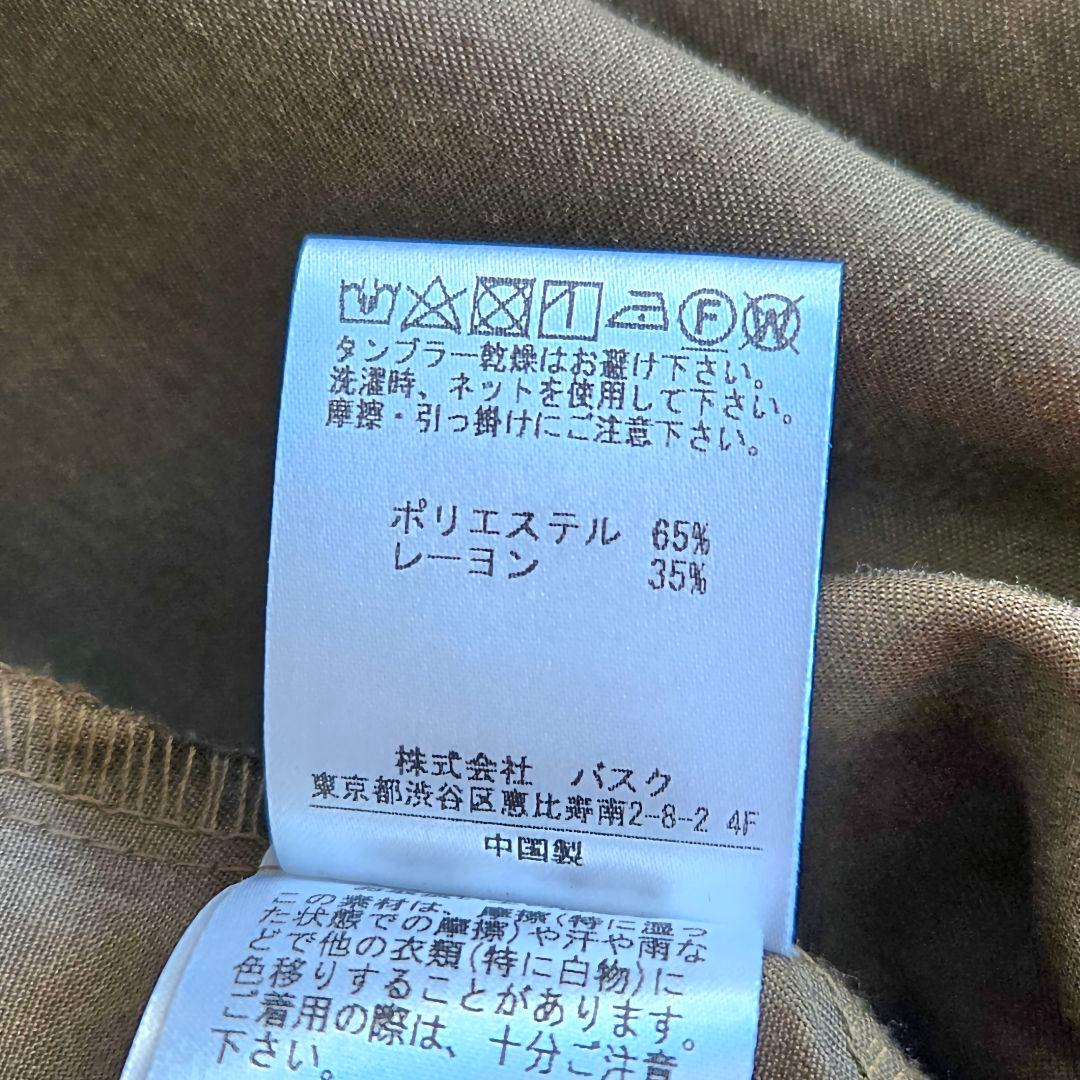 F W
タンブラー乾燥はお避け下さい。
洗濯時、ネットを使用して下さい。
摩擦・引っ掛けにご注意下さい。
ポリエステル 65%
レーヨン 35%
株式会社 バスク
東京都渋谷区恵比寿南2-8-2 4F
中国製
この素材は、摩擦(特に湿っ
た状態での摩擦)や汗や雨な
どで他の衣類(特に白物)に
色移りすることがあります。
ご着用の際は、十分ご注意
下さい。